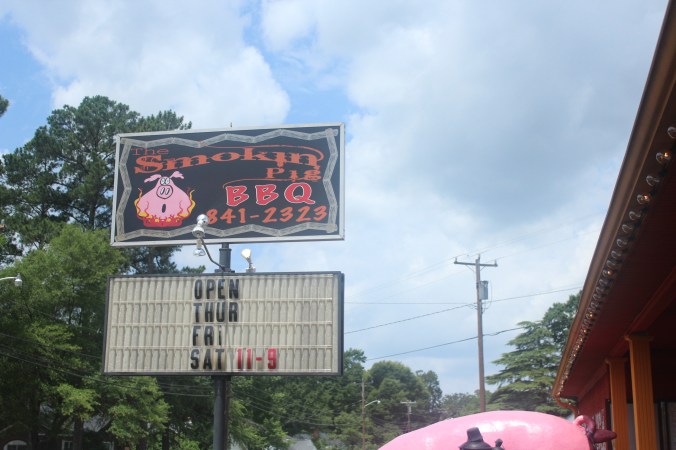 The
Smokin
Pig
BBQ
841-2323
OPEN
THUR
FRI
SAT 11-9